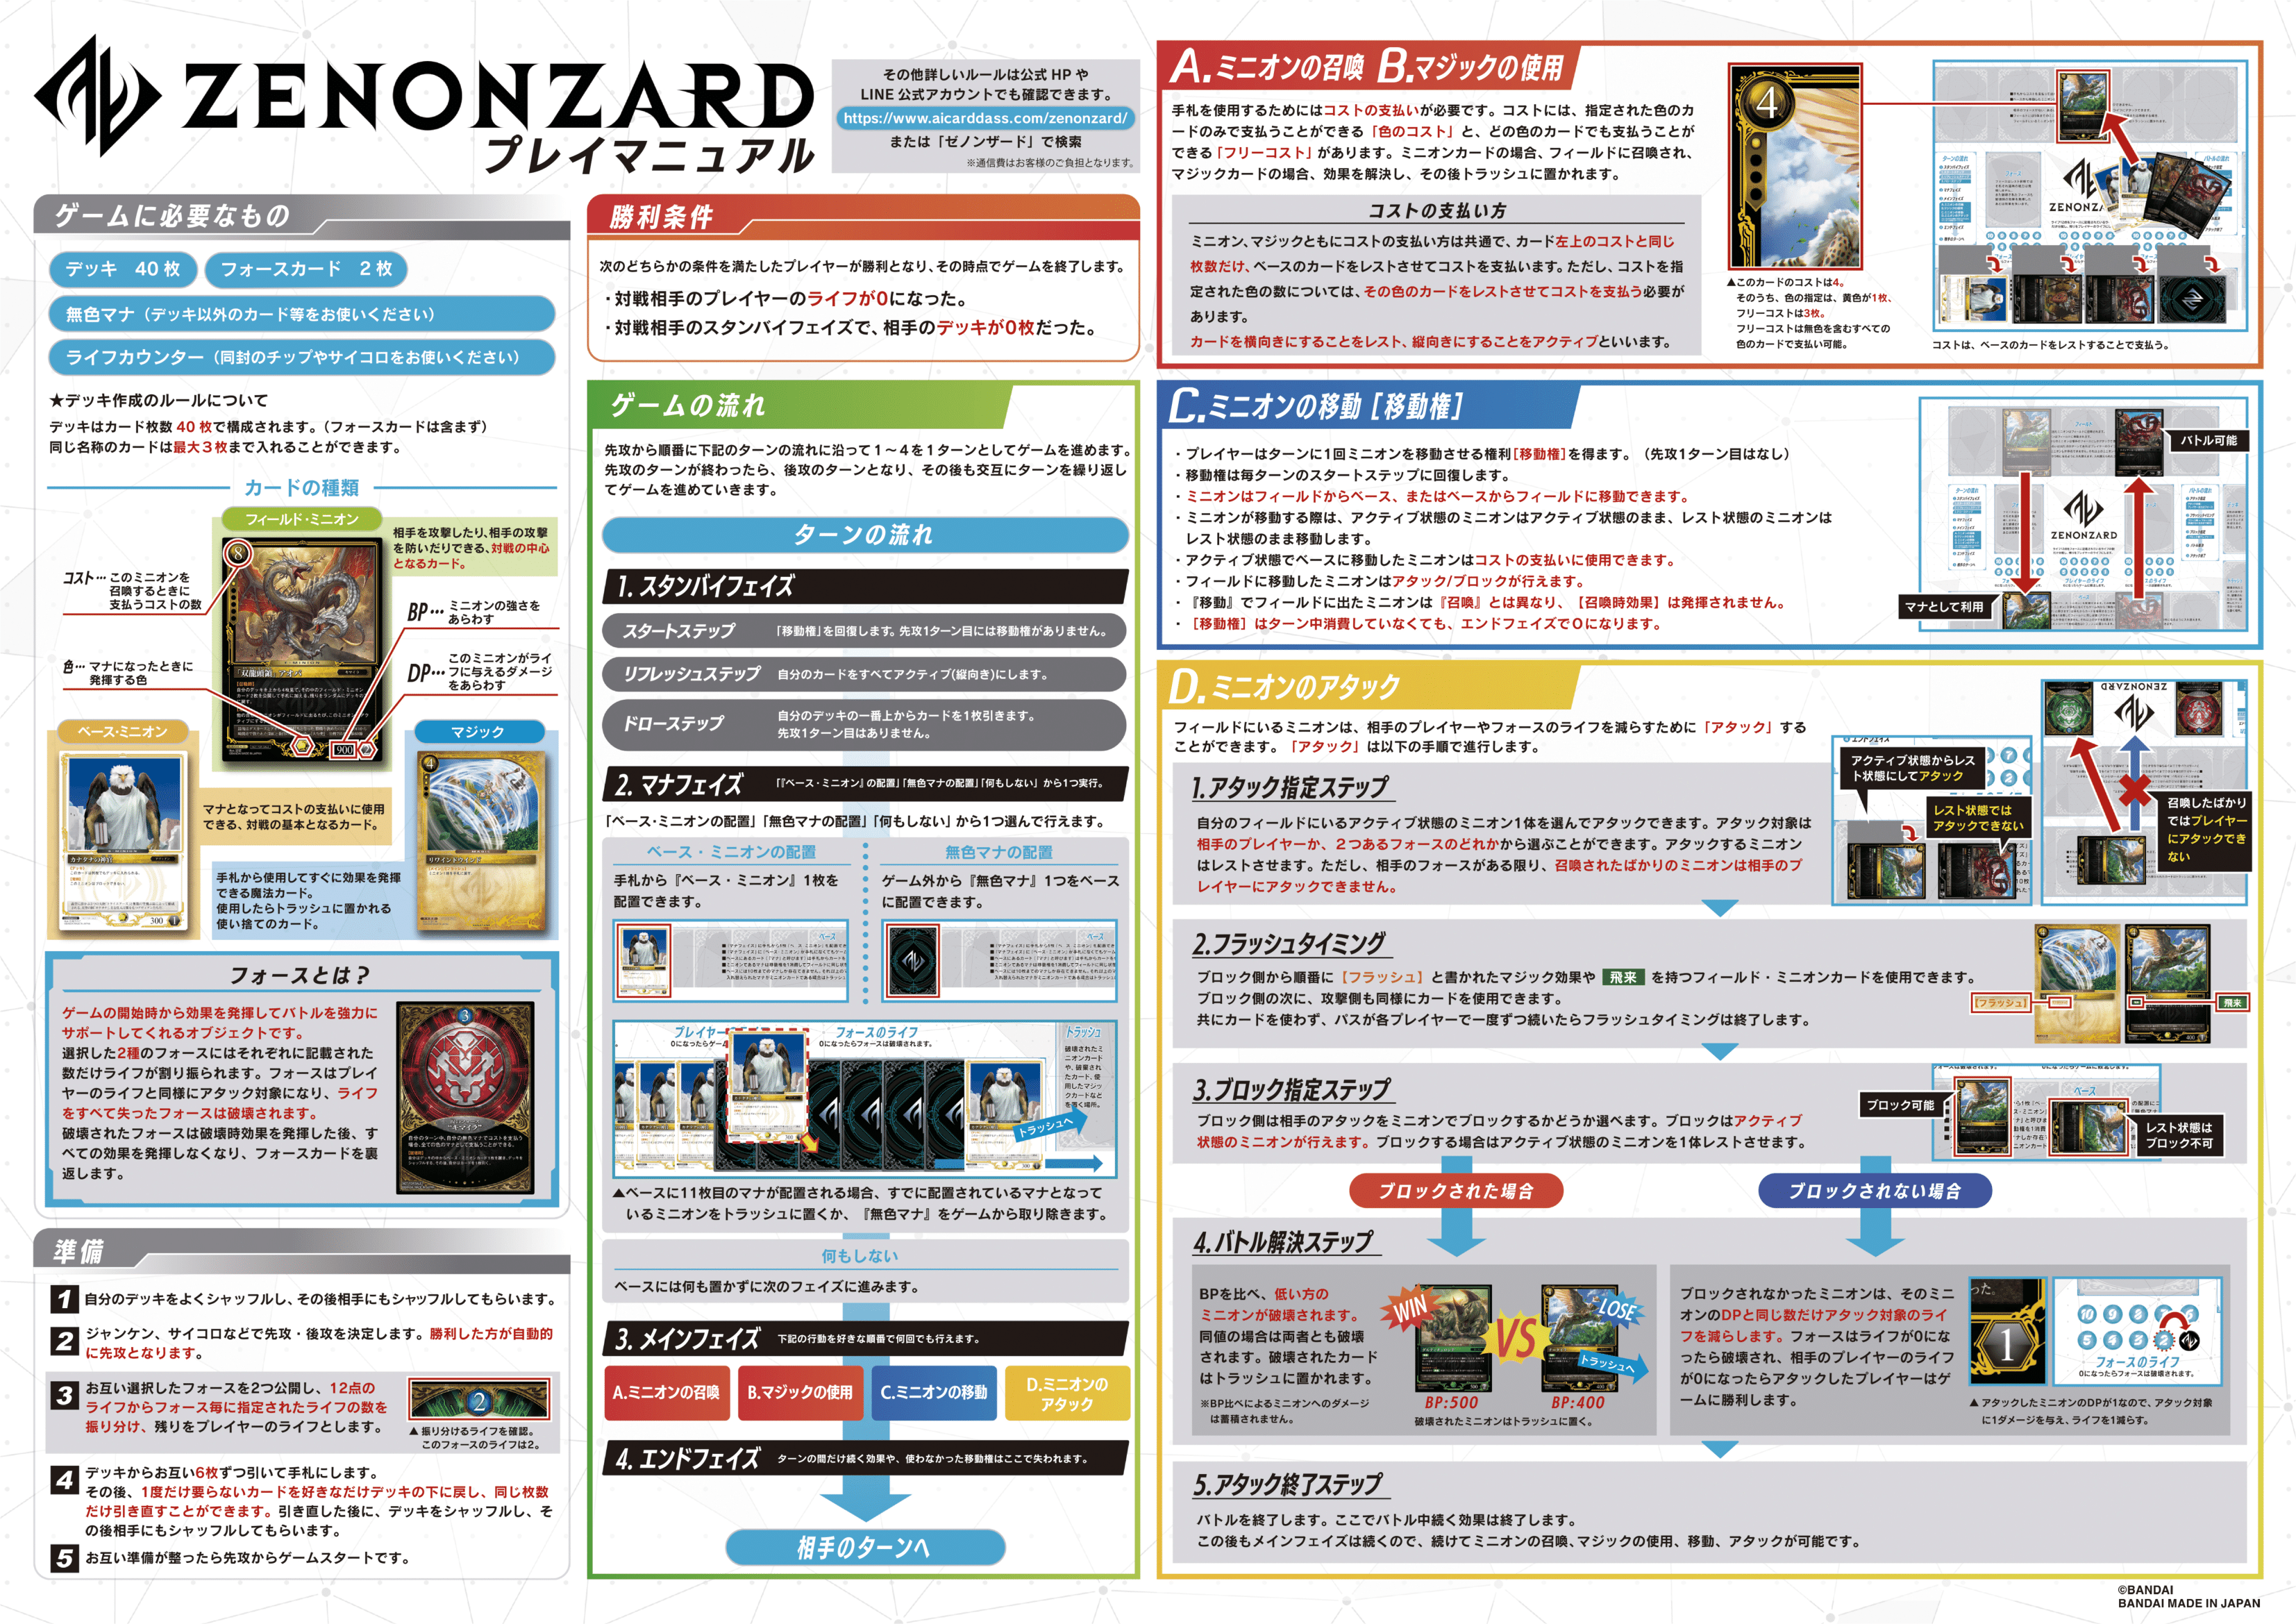 ZENONZARD
プレイマニュアル
その他詳しいルールは公式 HP や
LINE 公式アカウントでも確認できます。
https://www.aicarddass.com/zenonzard/
または「ゼノンザード」で検索
※通信費はお客様のご負担となります。
ゲームに必要なもの
デッキ 40 枚
フォースカード 2 枚
無色マナ（デッキ以外のカード等をお使いください）
ライフカウンター（同封のチップやサイコロをお使いください）
★デッキ作成のルールについて
デッキはカード枚数 40 枚で構成されます。（フォースカードは含まず）
同じ名称のカードは最大３枚まで入れることができます。
カードの種類
フィールド・ミニオン
相手を攻撃したり、相手の攻撃
を防いだりできる、対戦の中心
となるカード。
8
コスト… このミニオンを
召喚するときに
支払うコストの数
BP… ミニオンの強さを
あらわす
色… マナになったときに
発揮する色
DP… このミニオンがライ
フに与えるダメージ
をあらわす
900
ベース・ミニオン
マナとなってコストの支払いに使用
できる、対戦の基本となるカード。
300
マジック
4
リワインドウインド
手札から使用してすぐに効果を発揮
できる魔法カード。
使用したらトラッシュに置かれる
使い捨てのカード。
フォースとは？
ゲームの開始時から効果を発揮してバトルを強力に
サポートしてくれるオブジェクトです。
選択した2種のフォースにはそれぞれに記載された
数だけライフが割り振られます。フォースはプレイ
ヤーのライフと同様にアタック対象になり、ライフ
をすべて失ったフォースは破壊されます。
破壊されたフォースは破壊時効果を発揮した後、す
べての効果を発揮しなくなり、フォースカードを裏
返します。
3
"キマイラ"
準備
1 自分のデッキをよくシャッフルし、その後相手にもシャッフルしてもらいます。
2 ジャンケン、サイコロなどで先攻・後攻を決定します。勝利した方が自動的
に先攻となります。
3 お互い選択したフォースを2つ公開し、12点の
ライフからフォース毎に指定されたライフの数を
振り分け、残りをプレイヤーのライフとします。
2
▲ 振り分けるライフを確認。
このフォースのライフは2。
4 デッキからお互い6枚ずつ引いて手札にします。
その後、1度だけ要らないカードを好きなだけデッキの下に戻し、同じ枚数
だけ引き直すことができます。引き直した後に、デッキをシャッフルし、そ
の後相手にもシャッフルしてもらいます。
5 お互い準備が整ったら先攻からゲームスタートです。
勝利条件
次のどちらかの条件を満たしたプレイヤーが勝利となり、その時点でゲームを終了します。
・対戦相手のプレイヤーのライフが0になった。
・対戦相手のスタンバイフェイズで、相手のデッキが0枚だった。
ゲームの流れ
先攻から順番に下記のターンの流れに沿って１～４を１ターンとしてゲームを進めます。
先攻のターンが終わったら、後攻のターンとなり、その後も交互にターンを繰り返し
てゲームを進めていきます。
ターンの流れ
1. スタンバイフェイズ
スタートステップ 「移動権」を回復します。先攻1ターン目には移動権がありません。
リフレッシュステップ 自分のカードをすべてアクティブ(縦向き)にします。
ドローステップ 自分のデッキの一番上からカードを1枚引きます。
先攻1ターン目はありません。
2. マナフェイズ 「『ベース・ミニオン』の配置」「無色マナの配置」「何もしない」から1つ実行。
「ベース・ミニオンの配置」「無色マナの配置」「何もしない」から1つ選んで行えます。
ベース・ミニオンの配置
手札から『ベース・ミニオン』1枚を
配置できます。
無色マナの配置
ゲーム外から『無色マナ』1つをベース
に配置できます。
ベース
ベース
プレイヤー
0になったらゲー
フォースのライフ
0になったらフォースは破壊されます。
トラッシュ
破壊されたミ
ニオンカード
や、破棄され
たカード、使
用したマジッ
クカードなど
を置く場所。
トラッシュへ
▲ベースに11枚目のマナが配置される場合、すでに配置されているマナとなって
いるミニオンをトラッシュに置くか、『無色マナ』をゲームから取り除きます。
何もしない
ベースには何も置かずに次のフェイズに進みます。
3. メインフェイズ 下記の行動を好きな順番で何回でも行えます。
A.ミニオンの召喚
B.マジックの使用
C.ミニオンの移動
D.ミニオンの
アタック
4. エンドフェイズ ターンの間だけ続く効果や、使わなかった移動権はここで失われます。
相手のターンへ
A.ミニオンの召喚 B.マジックの使用
手札を使用するためにはコストの支払いが必要です。コストには、指定された色のカ
ードのみで支払うことができる「色のコスト」と、どの色のカードでも支払うことが
できる「フリーコスト」があります。ミニオンカードの場合、フィールドに召喚され、
マジックカードの場合、効果を解決し、その後トラッシュに置かれます。
コストの支払い方
ミニオン、マジックともにコストの支払い方は共通で、カード左上のコストと同じ
枚数だけ、ベースのカードをレストさせてコストを支払います。ただし、コストを指
定された色の数については、その色のカードをレストさせてコストを支払う必要が
あります。
カードを横向きにすることをレスト、縦向きにすることをアクティブといいます。
4
▲このカードのコストは4。
そのうち、色の指定は、黄色が1枚、
フリーコストは3枚。
フリーコストは無色を含むすべての
色のカードで支払い可能。
コストは、ベースのカードをレストすることで支払う。
C.ミニオンの移動［移動権］
・プレイヤーはターンに1回ミニオンを移動させる権利［移動権］を得ます。（先攻1ターン目はなし）
・移動権は毎ターンのスタートステップに回復します。
・ミニオンはフィールドからベース、またはベースからフィールドに移動できます。
・ミニオンが移動する際は、アクティブ状態のミニオンはアクティブ状態のまま、レスト状態のミニオンは
レスト状態のまま移動します。
・アクティブ状態でベースに移動したミニオンはコストの支払いに使用できます。
・フィールドに移動したミニオンはアタック/ブロックが行えます。
・『移動』でフィールドに出たミニオンは『召喚』とは異なり、【召喚時効果】は発揮されません。
・［移動権］はターン中消費していなくても、エンドフェイズで０になります。
バトル可能
ZENONZARD
マナとして利用
D.ミニオンのアタック
フィールドにいるミニオンは、相手のプレイヤーやフォースのライフを減らすために「アタック」する
ことができます。「アタック」は以下の手順で進行します。
1.アタック指定ステップ
自分のフィールドにいるアクティブ状態のミニオン1体を選んでアタックできます。アタック対象は
相手のプレイヤーか、２つあるフォースのどれかから選ぶことができます。アタックするミニオン
はレストさせます。ただし、相手のフォースがある限り、召喚されたばかりのミニオンは相手のプ
レイヤーにアタックできません。
アクティブ状態からレス
ト状態にしてアタック
レスト状態では
アタックできない
ZENONZARD
召喚したばかり
ではプレイヤー
にアタックでき
ない
2.フラッシュタイミング
ブロック側から順番に【フラッシュ】と書かれたマジック効果や 飛来 を持つフィールド・ミニオンカードを使用できます。
ブロック側の次に、攻撃側も同様にカードを使用できます。
共にカードを使わず、パスが各プレイヤーで一度ずつ続いたらフラッシュタイミングは終了します。
【フラッシュ】
飛来
3.ブロック指定ステップ
ブロック側は相手のアタックをミニオンでブロックするかどうか選べます。ブロックはアクティブ
状態のミニオンが行えます。ブロックする場合はアクティブ状態のミニオンを1体レストさせます。
ブロック可能
ベース
レスト状態は
ブロック不可
ブロックされた場合
ブロックされない場合
4.バトル解決ステップ
BPを比べ、低い方の
ミニオンが破壊されます。
同値の場合は両者とも破壊
されます。破壊されたカード
はトラッシュに置かれます。
※BP比べによるミニオンへのダメージ
は蓄積されません。
WIN
VS
LOSE
トラッシュへ
BP:500
BP:400
破壊されたミニオンはトラッシュに置く。
ブロックされなかったミニオンは、そのミニ
オンのDPと同じ数だけアタック対象のライ
フを減らします。フォースはライフが0にな
ったら破壊され、相手のプレイヤーのライフ
が0になったらアタックしたプレイヤーはゲ
ームに勝利します。
った。
1
10 9 8 7 6
5 4 3 2
フォースのライフ
0になったらフォースは破壊されます。
▲ アタックしたミニオンのDPが1なので、アタック対象
に1ダメージを与え、ライフを1減らす。
5.アタック終了ステップ
バトルを終了します。ここでバトル中続く効果は終了します。
この後もメインフェイズは続くので、続けてミニオンの召喚、マジックの使用、移動、アタックが可能です。
©BANDAI
BANDAI MADE IN JAPAN